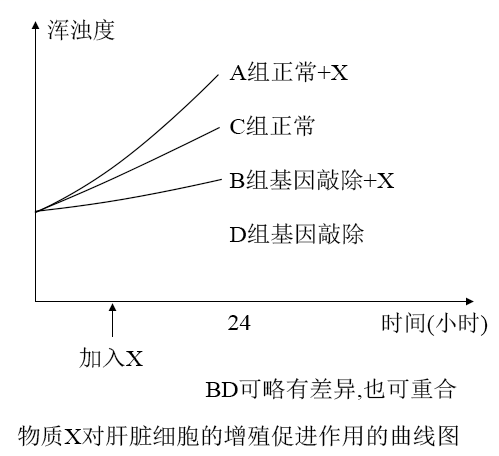 浑浊度
A组正常+X
C组正常
B组基因敲除+X
D组基因敲除
24
时间(小时)
加入X
BD可略有差异,也可重合
物质X对肝脏细胞的增殖促进作用的曲线图